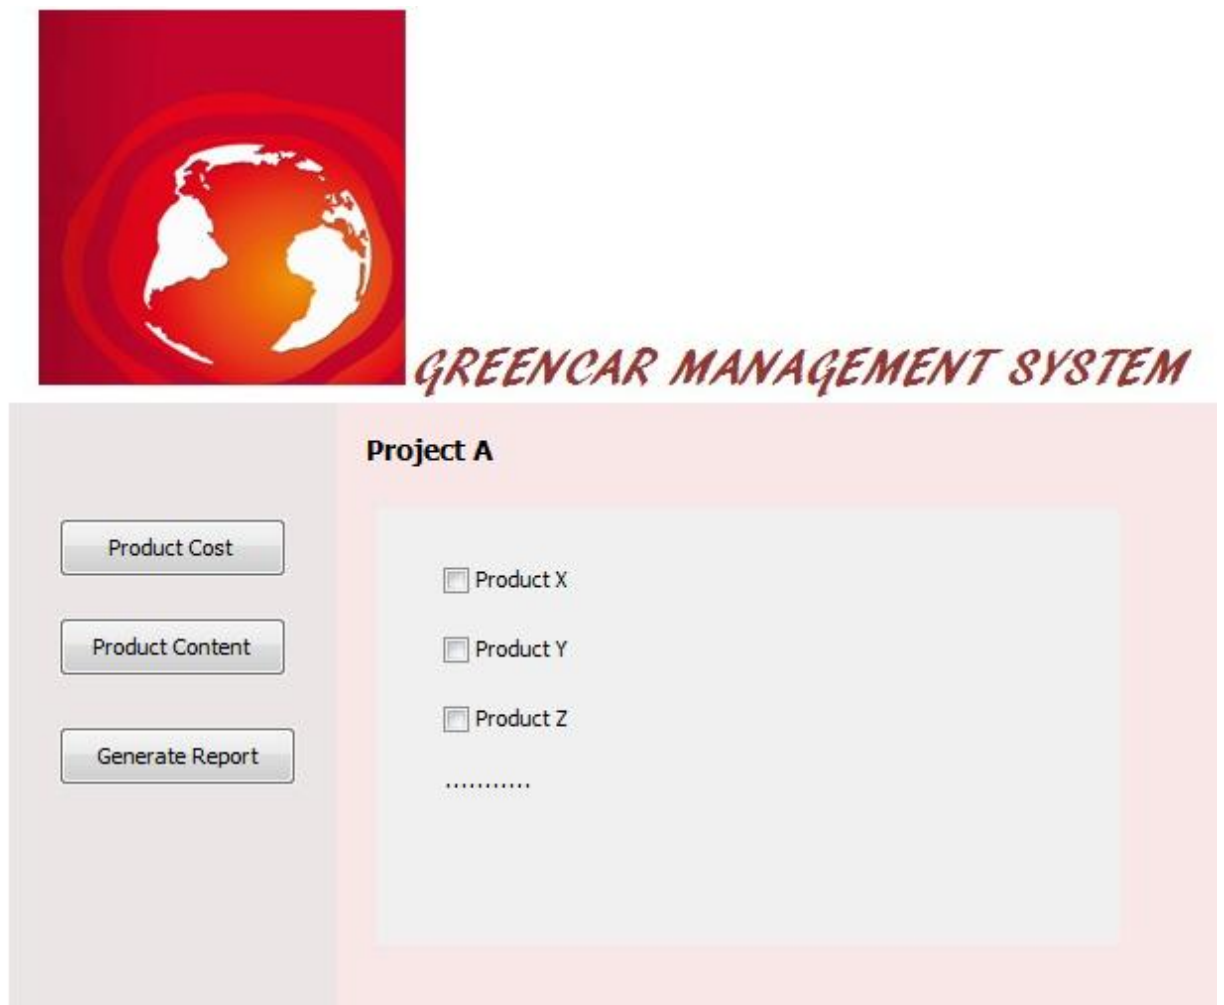 GREENCAR MANAGEMENT SYSTEM
Project A
Product Cost
Product Content
Generate Report
Product X
Product Y
Product Z
...........